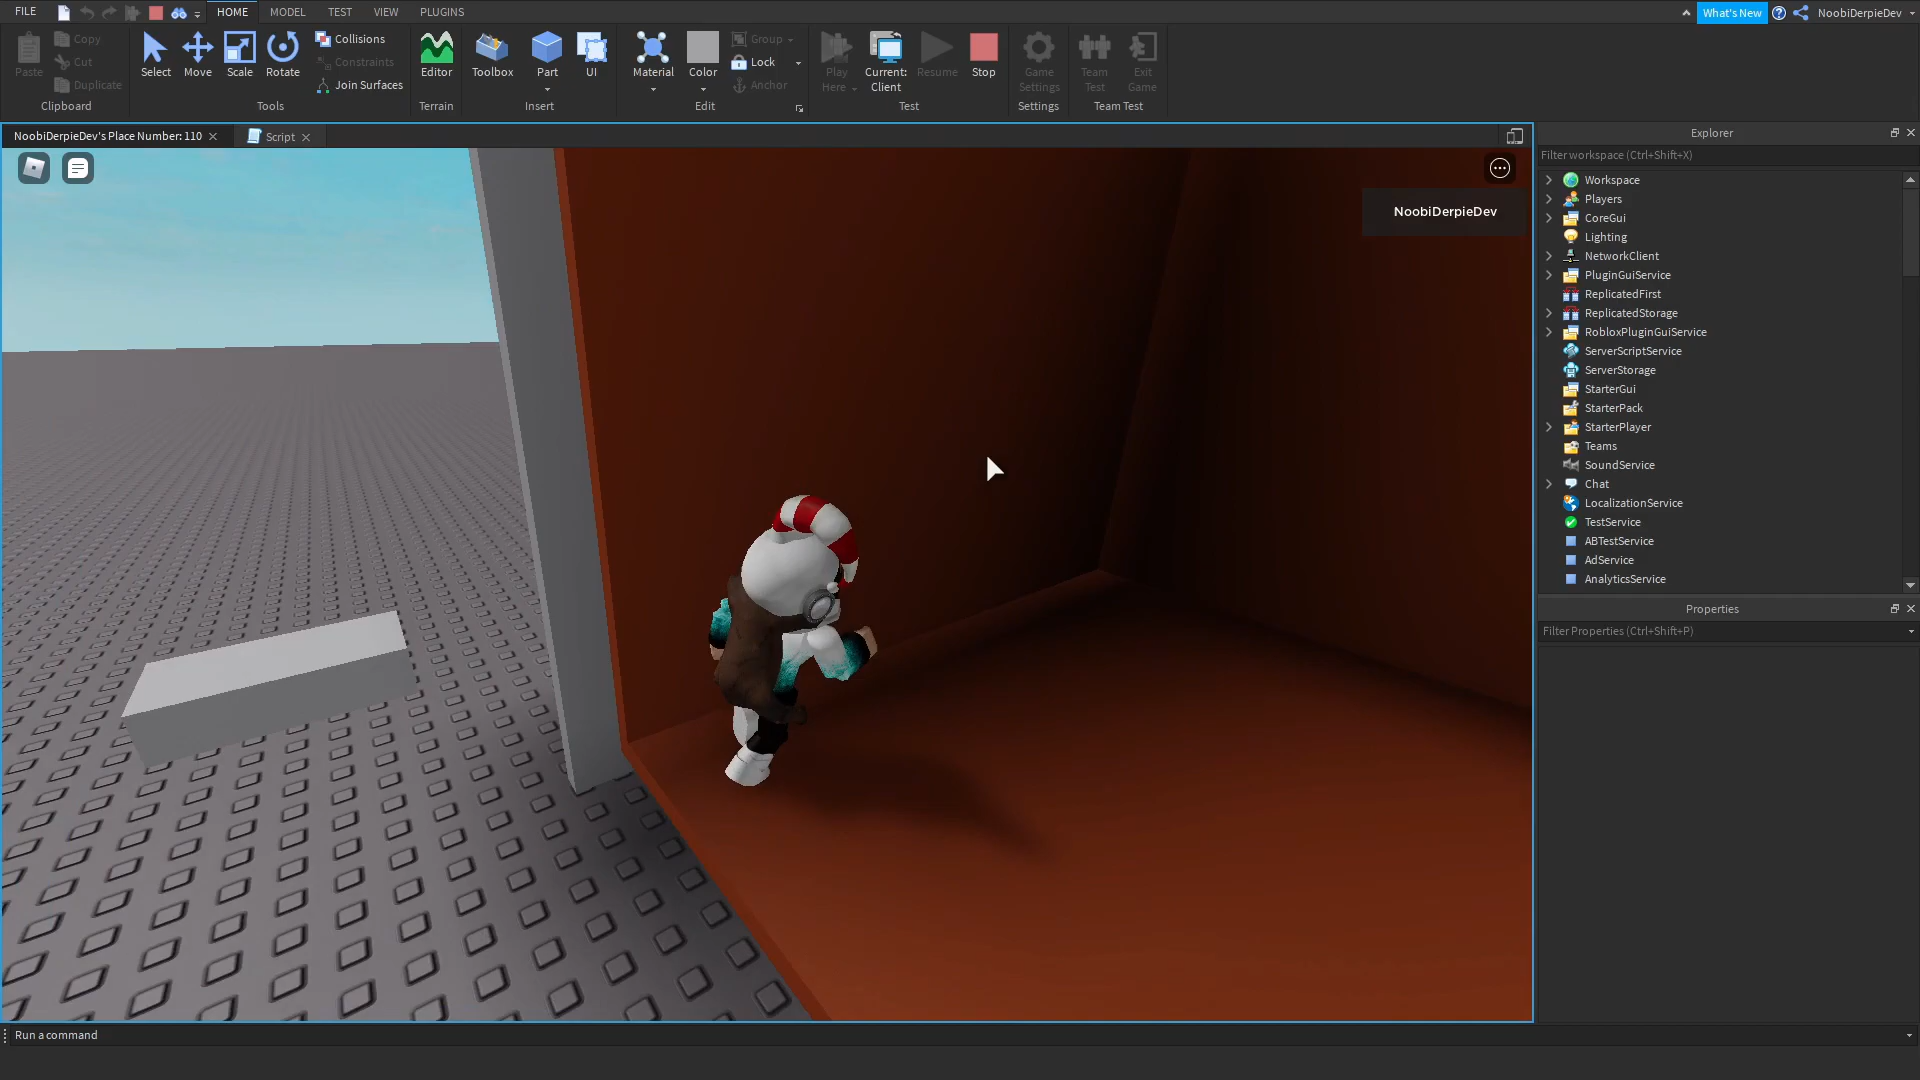 FILE HOME MODEL TEST VIEW PLUGINS What's New NoobiDerpieDev
Paste Copy Cut Duplicate
Clipboard
Select Move Scale Rotate Collisions Constraints Join Surfaces
Tools
Editor
Terrain
Toolbox Part UI
Insert
Material Color Group Lock Anchor
Edit
Play Here Current: Client Resume Stop
Test
Game Settings
Settings
Team Test Exit Game
Team Test
NoobiDerpieDev's Place Number: 110
Script
NoobiDerpieDev
Explorer
Filter workspace (Ctrl+Shift+X)
Workspace
Players
CoreGui
Lighting
NetworkClient
PluginGuiService
ReplicatedFirst
ReplicatedStorage
RobloxPluginGuiService
ServerScriptService
ServerStorage
StarterGui
StarterPack
StarterPlayer
Teams
SoundService
Chat
LocalizationService
TestService
ABTestService
AdService
AnalyticsService
Properties
Filter Properties (Ctrl+Shift+P)
Run a command